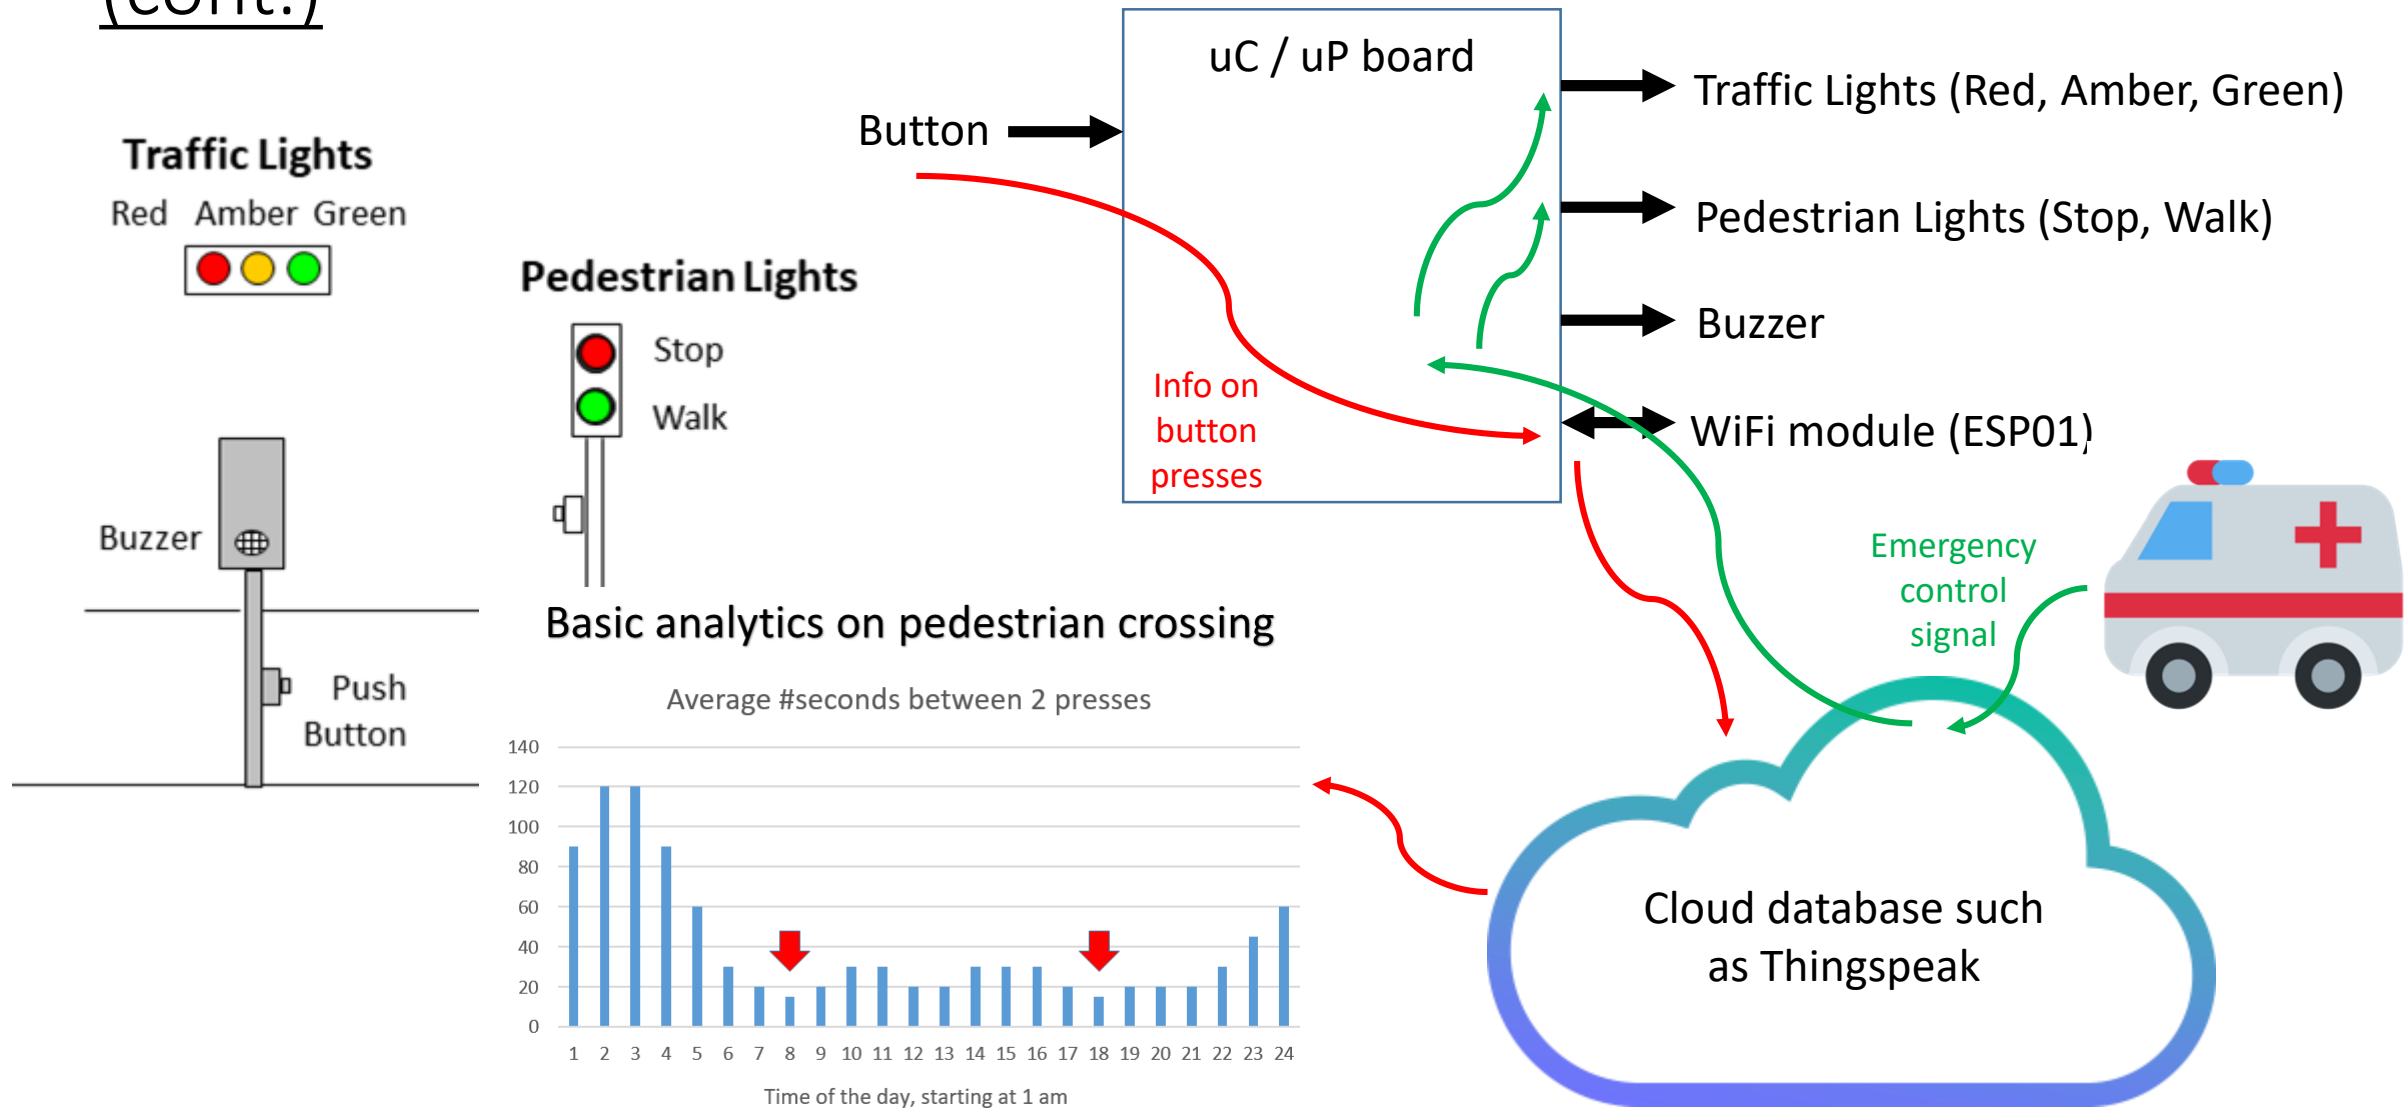 (cont.)
Traffic Lights
Red Amber Green
Pedestrian Lights
Stop
Walk
Buzzer
Push
Button
Button
uC / uP board
Info on
button
presses
Traffic Lights (Red, Amber, Green)
Pedestrian Lights (Stop, Walk)
Buzzer
WiFi module (ESP01)
Emergency
control
signal
Cloud database such
as Thingspeak
Basic analytics on pedestrian crossing
Average #seconds between 2 presses
140
120
100
80
60
40
20
0
1 2 3 4 5 6 7 8 9 10 11 12 13 14 15 16 17 18 19 20 21 22 23 24
Time of the day, starting at 1 am